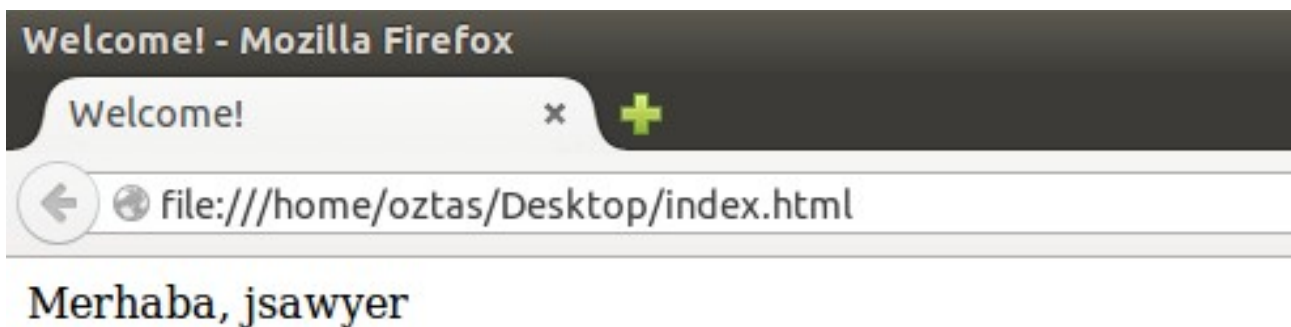 Welcome! - Mozilla Firefox
Welcome!
file:///home/oztas/Desktop/index.html
Merhaba, jsawyer